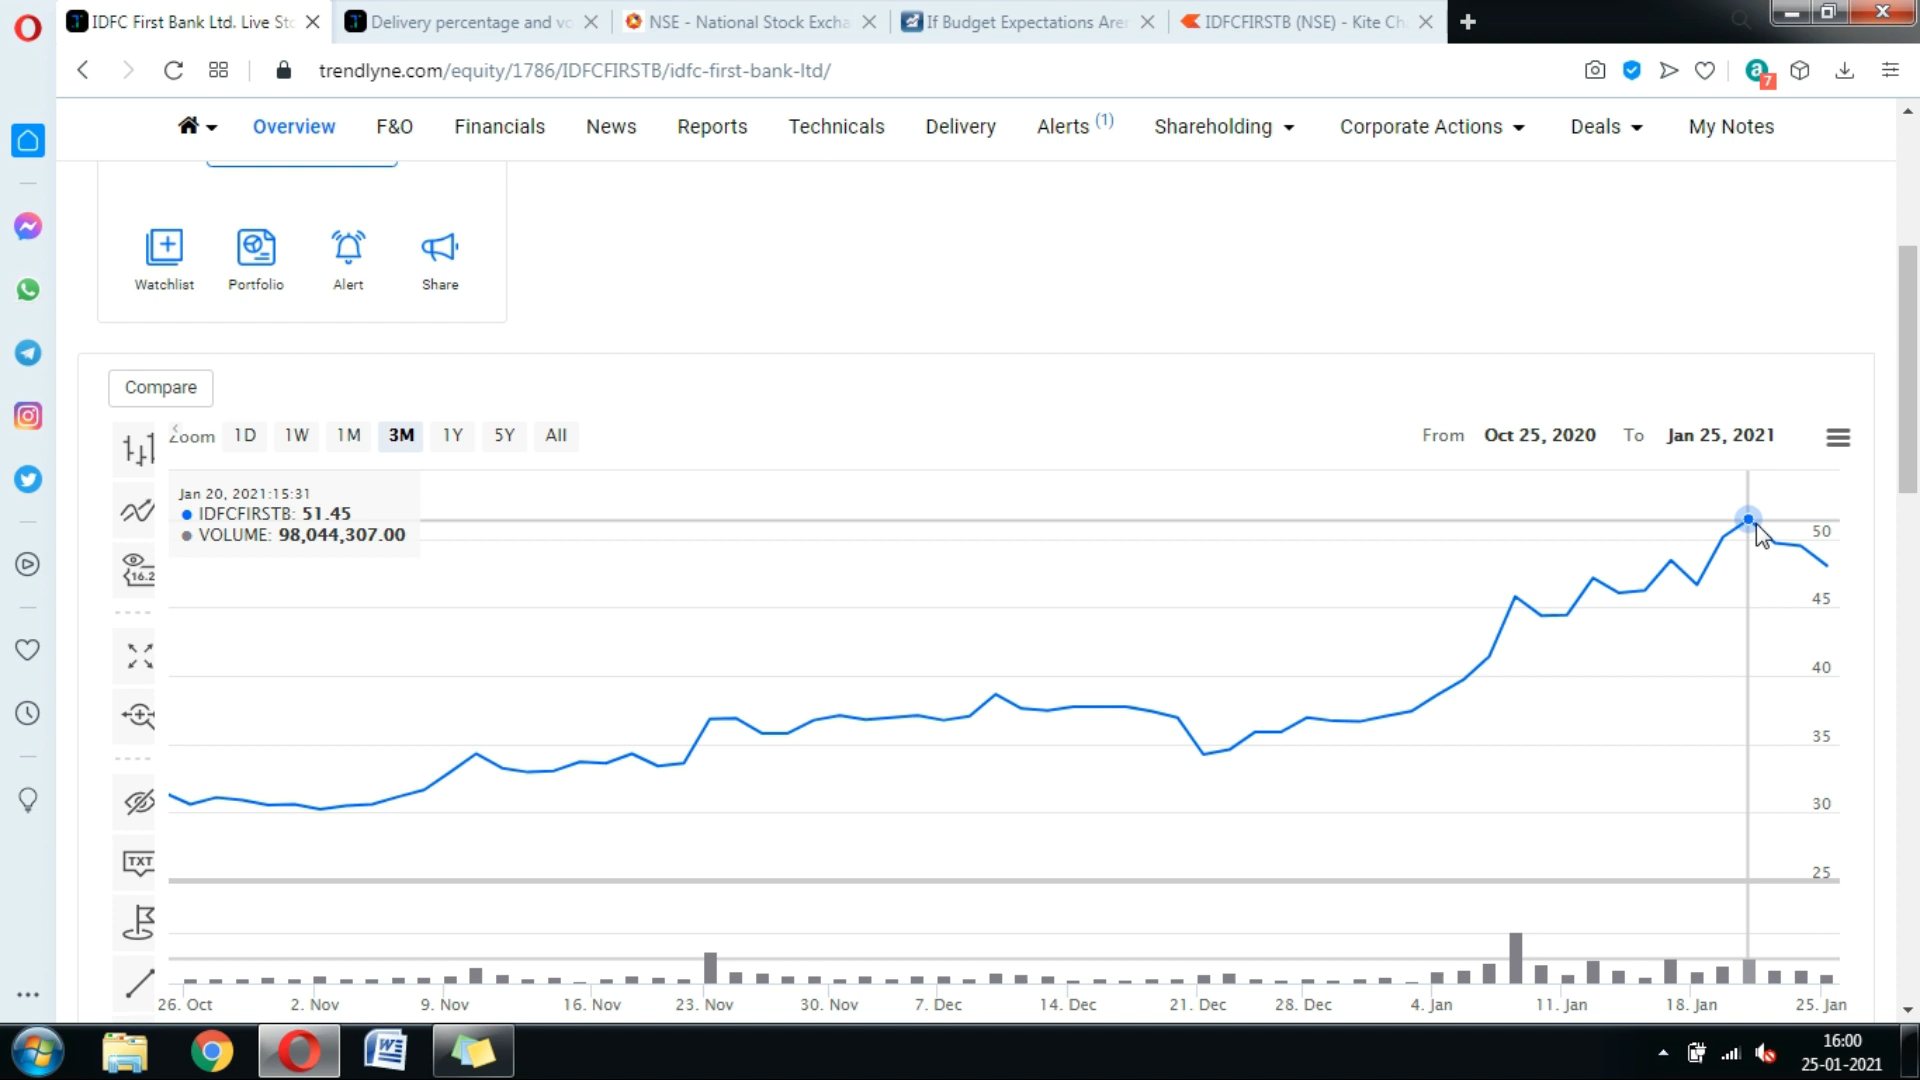 IDFC First Bank Ltd. Live Sto
Delivery percentage and vo
NSE - National Stock Excha
If Budget Expectations Aren
IDFCFIRSTB (NSE) - Kite Ch
trendlyne.com/equity/1786/IDFCFIRSTB/idfc-first-bank-ltd/
7
Overview F&O Financials News Reports Technicals Delivery Alerts (1) Shareholding Corporate Actions Deals My Notes
Watchlist Portfolio Alert Share
Compare
Zoom 1D 1W 1M 3M 1Y 5Y All
From Oct 25, 2020 To Jan 25, 2021
Jan 20, 2021:15:31
IDFCFIRSTB: 51.45
VOLUME: 98,044,307.00
16.2
TXT
50
45
40
35
30
25
26. Oct 2. Nov 9. Nov 16. Nov 23. Nov 30. Nov 7. Dec 14. Dec 21. Dec 28. Dec 4. Jan 11. Jan 18. Jan 25. Jan
16:00
25-01-2021